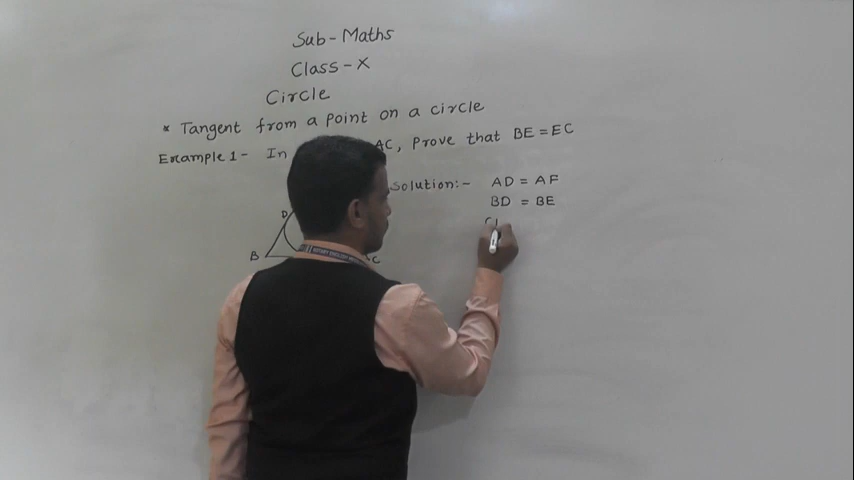 Sub-Maths
Class-X
Circle
* Tangent from a point on a circle
Example 1- In AC, Prove that BE=EC
Solution:- AD = AF
BD = BE
C
D
B
C